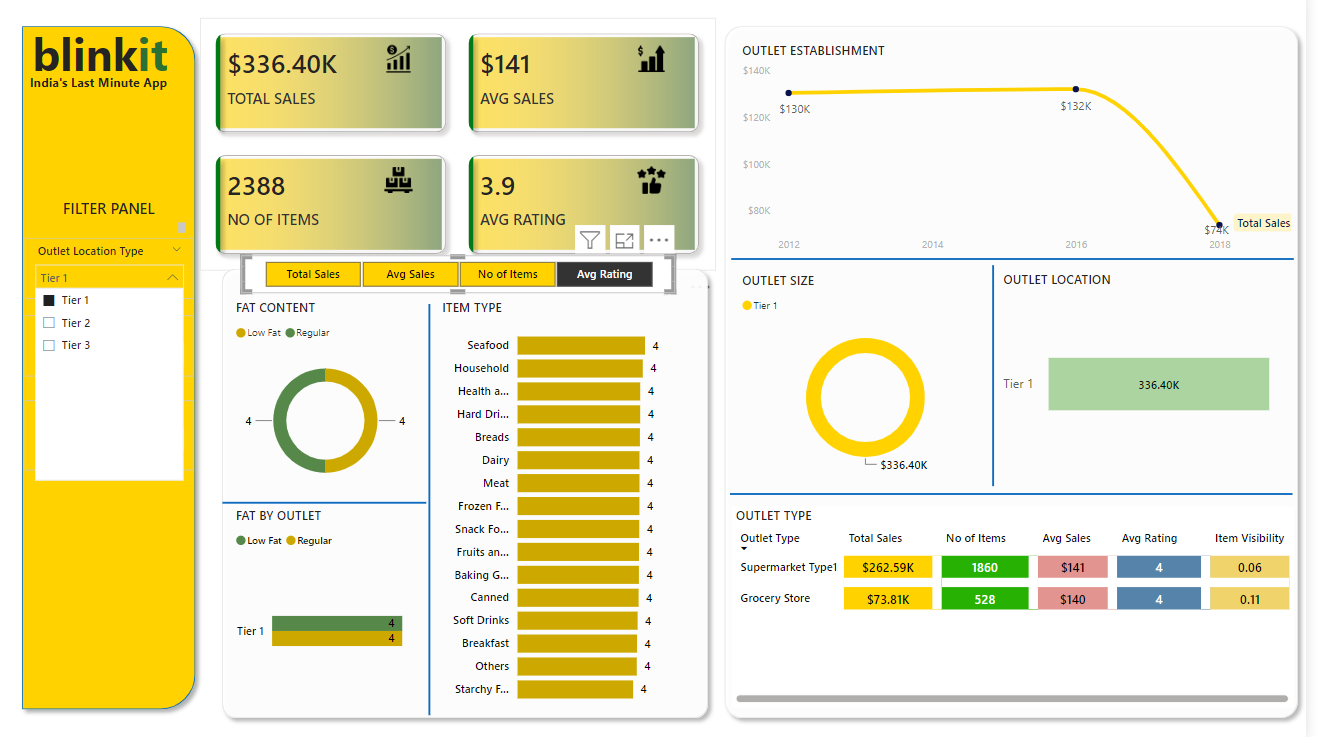 blinkit
India's Last Minute App
FILTER PANEL
Outlet Location Type
Tier 1
Tier 1
Tier 2
Tier 3
$336.40K
TOTAL SALES
$141
AVG SALES
2388
NO OF ITEMS
3.9
AVG RATING
Total Sales Avg Sales No of Items Avg Rating
FAT CONTENT
Low Fat Regular
4 4
FAT BY OUTLET
Low Fat Regular
Tier 1
4
4
ITEM TYPE
Seafood 4
Household 4
Health a... 4
Hard Dri... 4
Breads 4
Dairy 4
Meat 4
Frozen F... 4
Snack Fo... 4
Fruits an... 4
Baking G... 4
Canned 4
Soft Drinks 4
Breakfast 4
Others 4
Starchy F... 4
OUTLET ESTABLISHMENT
$140K
$120K
$100K
$80K
$130K
$132K
$74K
Total Sales
2012 2014 2016 2018
OUTLET SIZE
Tier 1
$336.40K
OUTLET LOCATION
Tier 1 336.40K
OUTLET TYPE
Outlet Type Total Sales No of Items Avg Sales Avg Rating Item Visibility
Supermarket Type1 $262.59K 1860 $141 4 0.06
Grocery Store $73.81K 528 $140 4 0.11